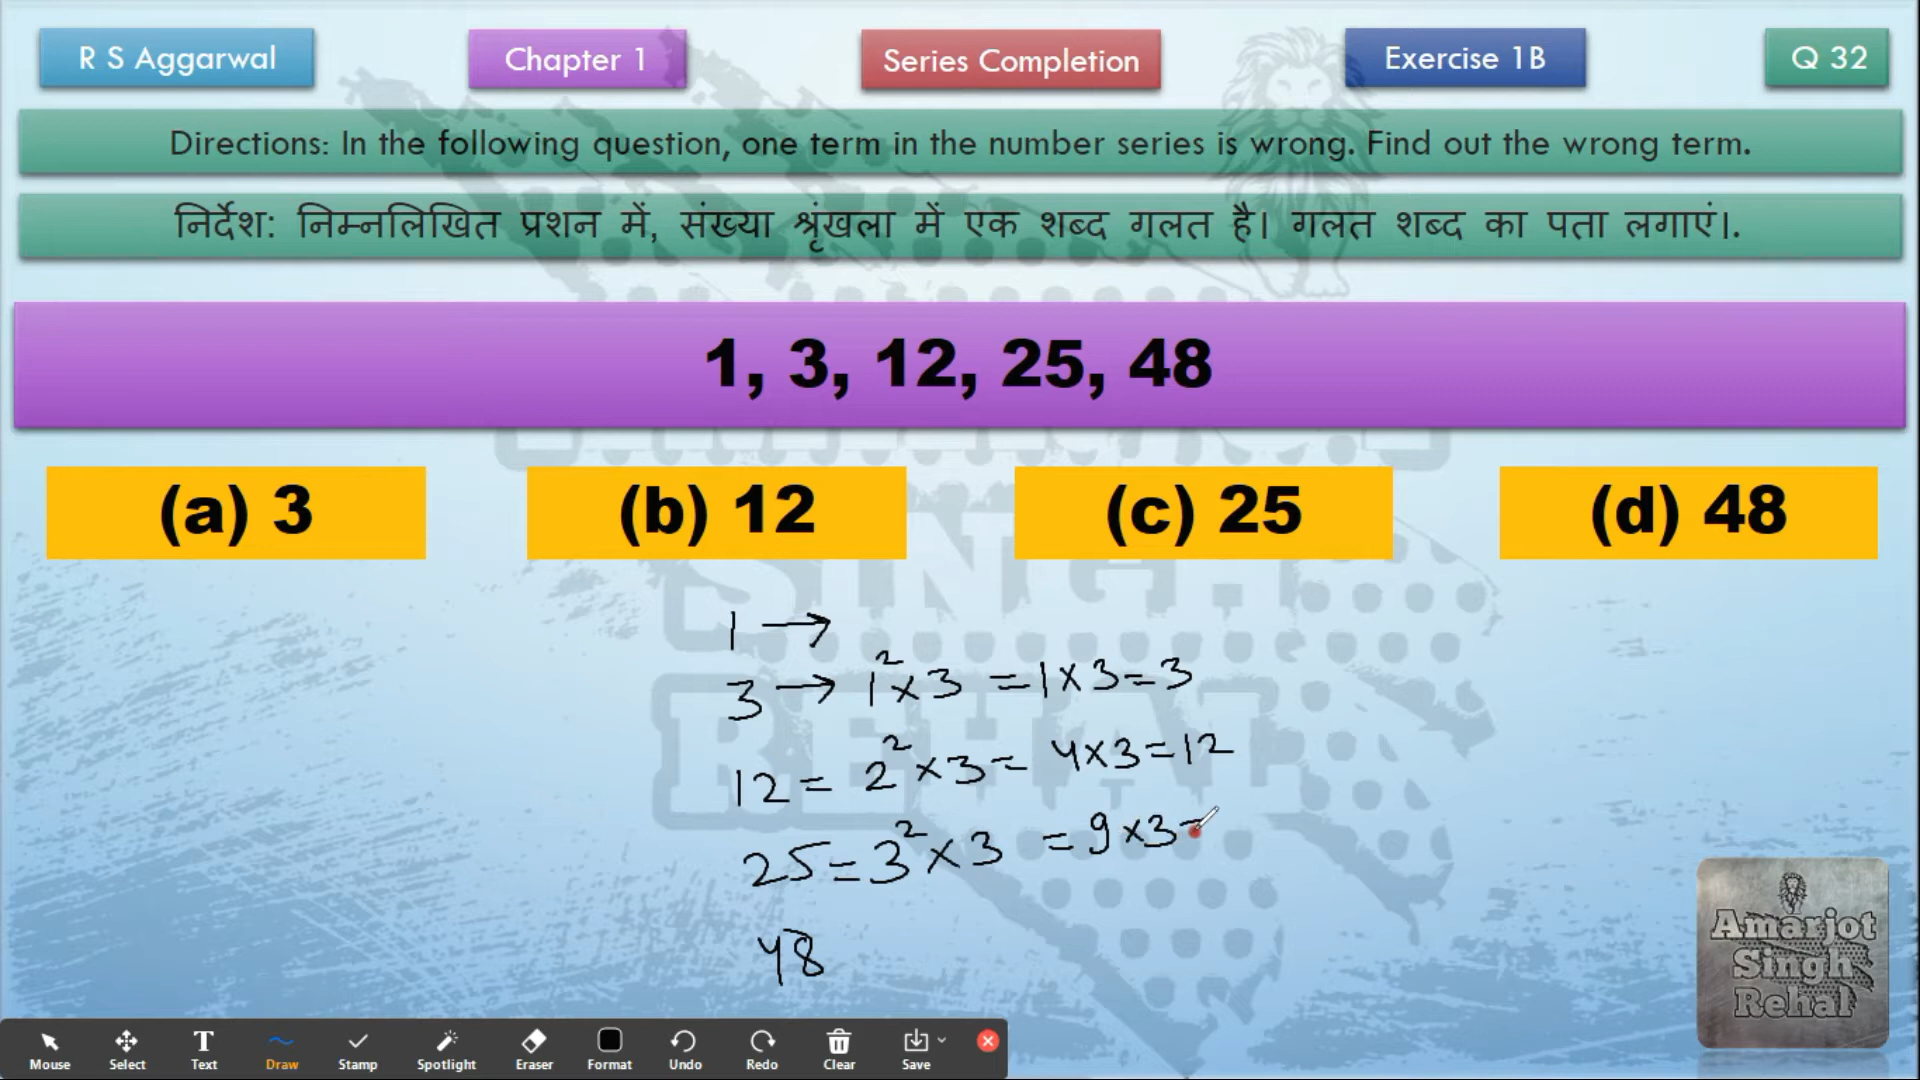 R S Aggarwal Chapter 1 Series Completion Exercise 1B Q 32
Directions: In the following question, one term in the number series is wrong. Find out the wrong term.
निर्देश: निम्नलिखित प्रशन में, संख्या श्रृंखला में एक शब्द गलत है। गलत शब्द का पता लगाएं।.
1, 3, 12, 25, 48
(a) 3 (b) 12 (c) 25 (d) 48
1 →
3 → 1² × 3 = 1 × 3 = 3
12 = 2² × 3 = 4 × 3 = 12
25 = 3² × 3 = 9 × 3 =
48
Amarjot
Singh
Rehal
Mouse Select Text Draw Stamp Spotlight Eraser Format Undo Redo Clear Save